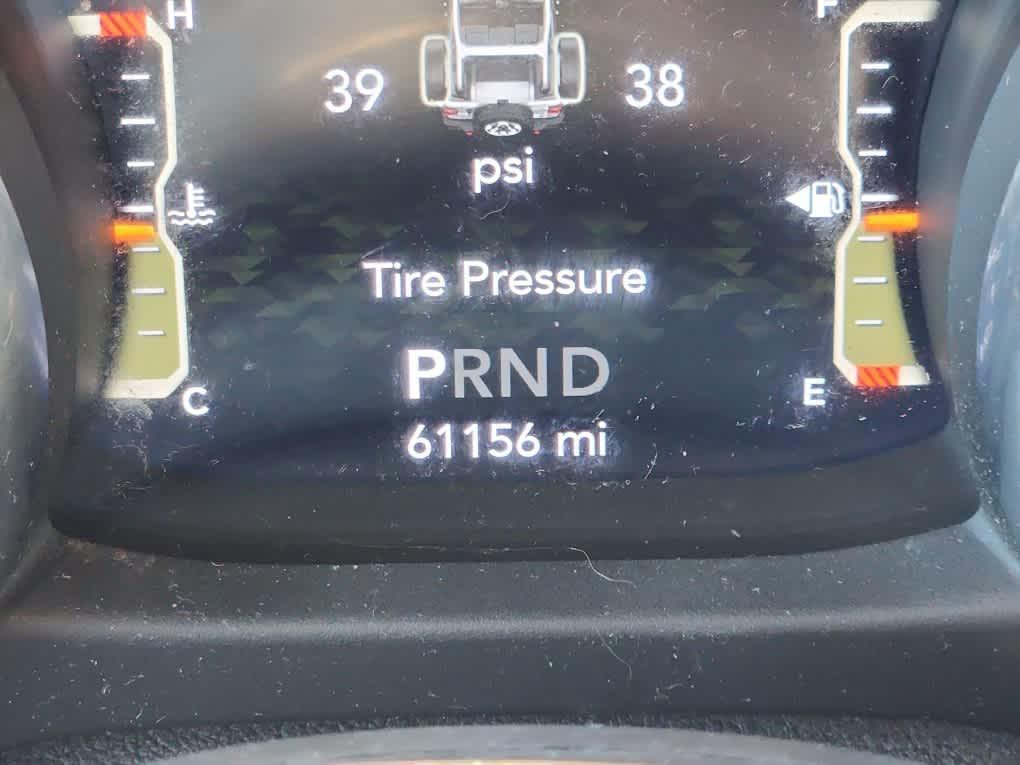 H F
39 38
psi
Tire Pressure
PRND
C E
61156 mi